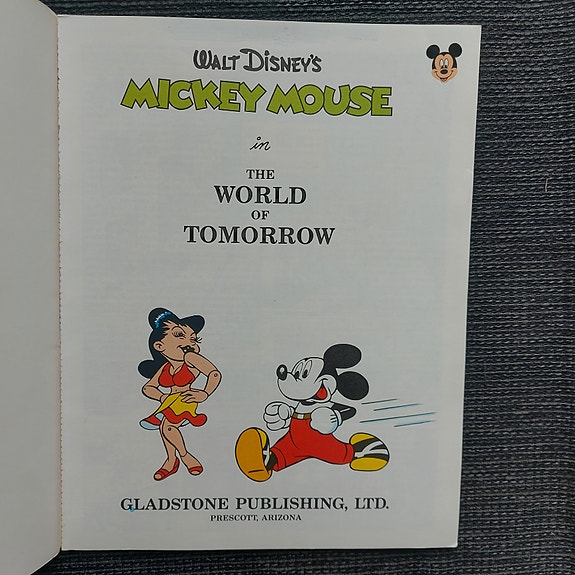 WALT DISNEY'S
MICKEY MOUSE
in
THE
WORLD
OF
TOMORROW
GLADSTONE PUBLISHING, LTD.
PRESCOTT, ARIZONA